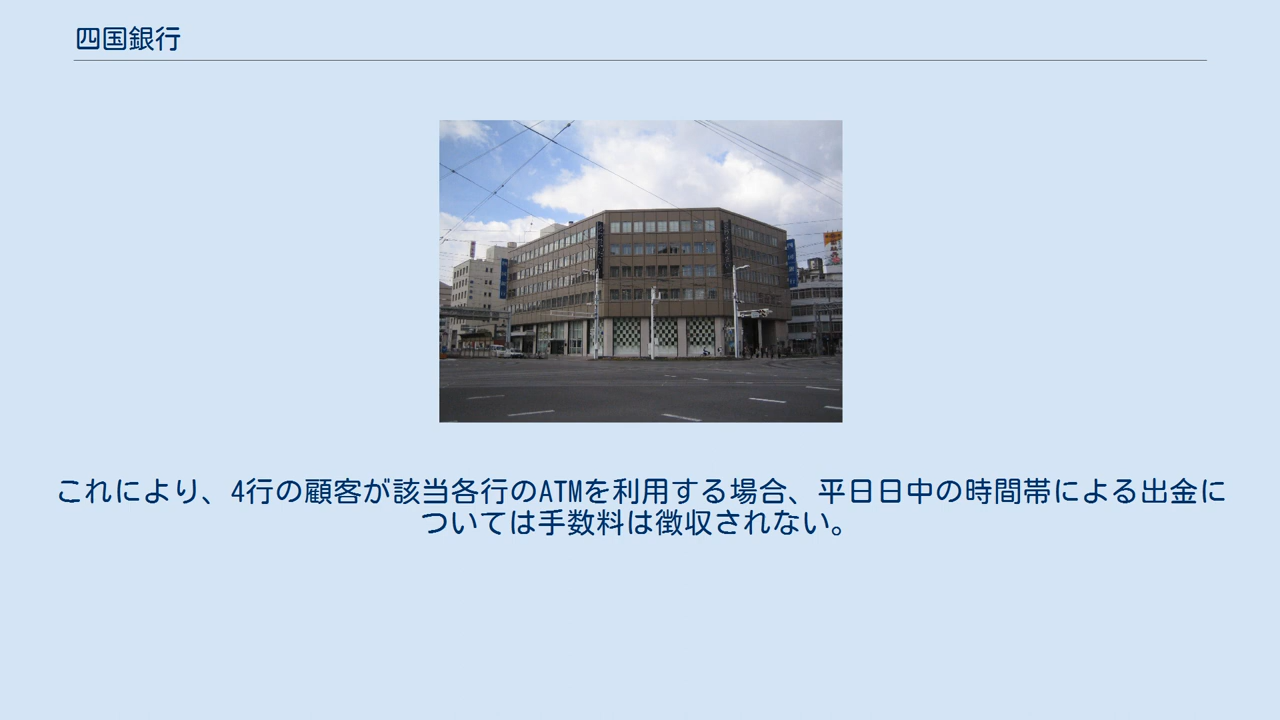 四国銀行
これにより、4行の顧客が該当各行のATMを利用する場合、平日日中の時間帯による出金に
ついては手数料は徴収されない。